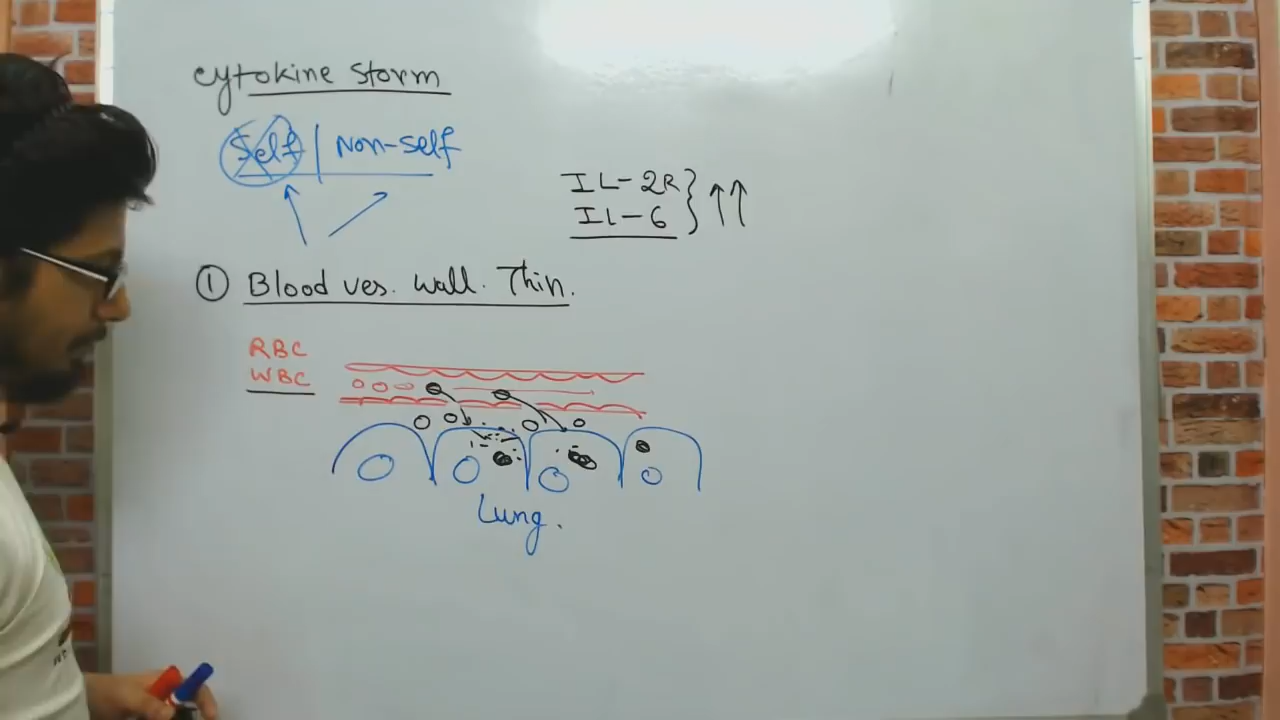 Cytokine Storm
Self | Non-self
IL-2R } ↑↑
IL-6
① Blood ves. wall. Thin.
RBC
WBC
Lung.